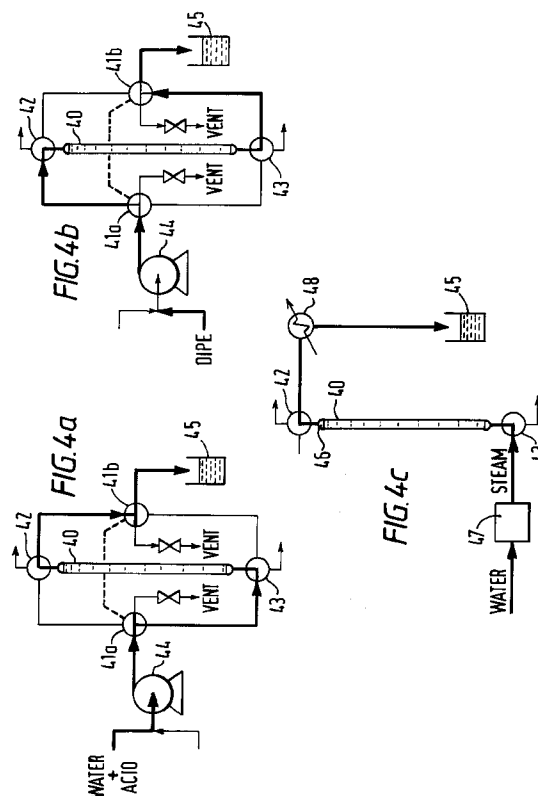 FIG.4a
WATER
+
ACID
44
41a
VENT
42
40
43
VENT
41b
45
FIG.4b
DIPE
44
41a
VENT
42
40
43
VENT
41b
45
FIG.4c
WATER
47
STEAM
43
46
42
40
48
45